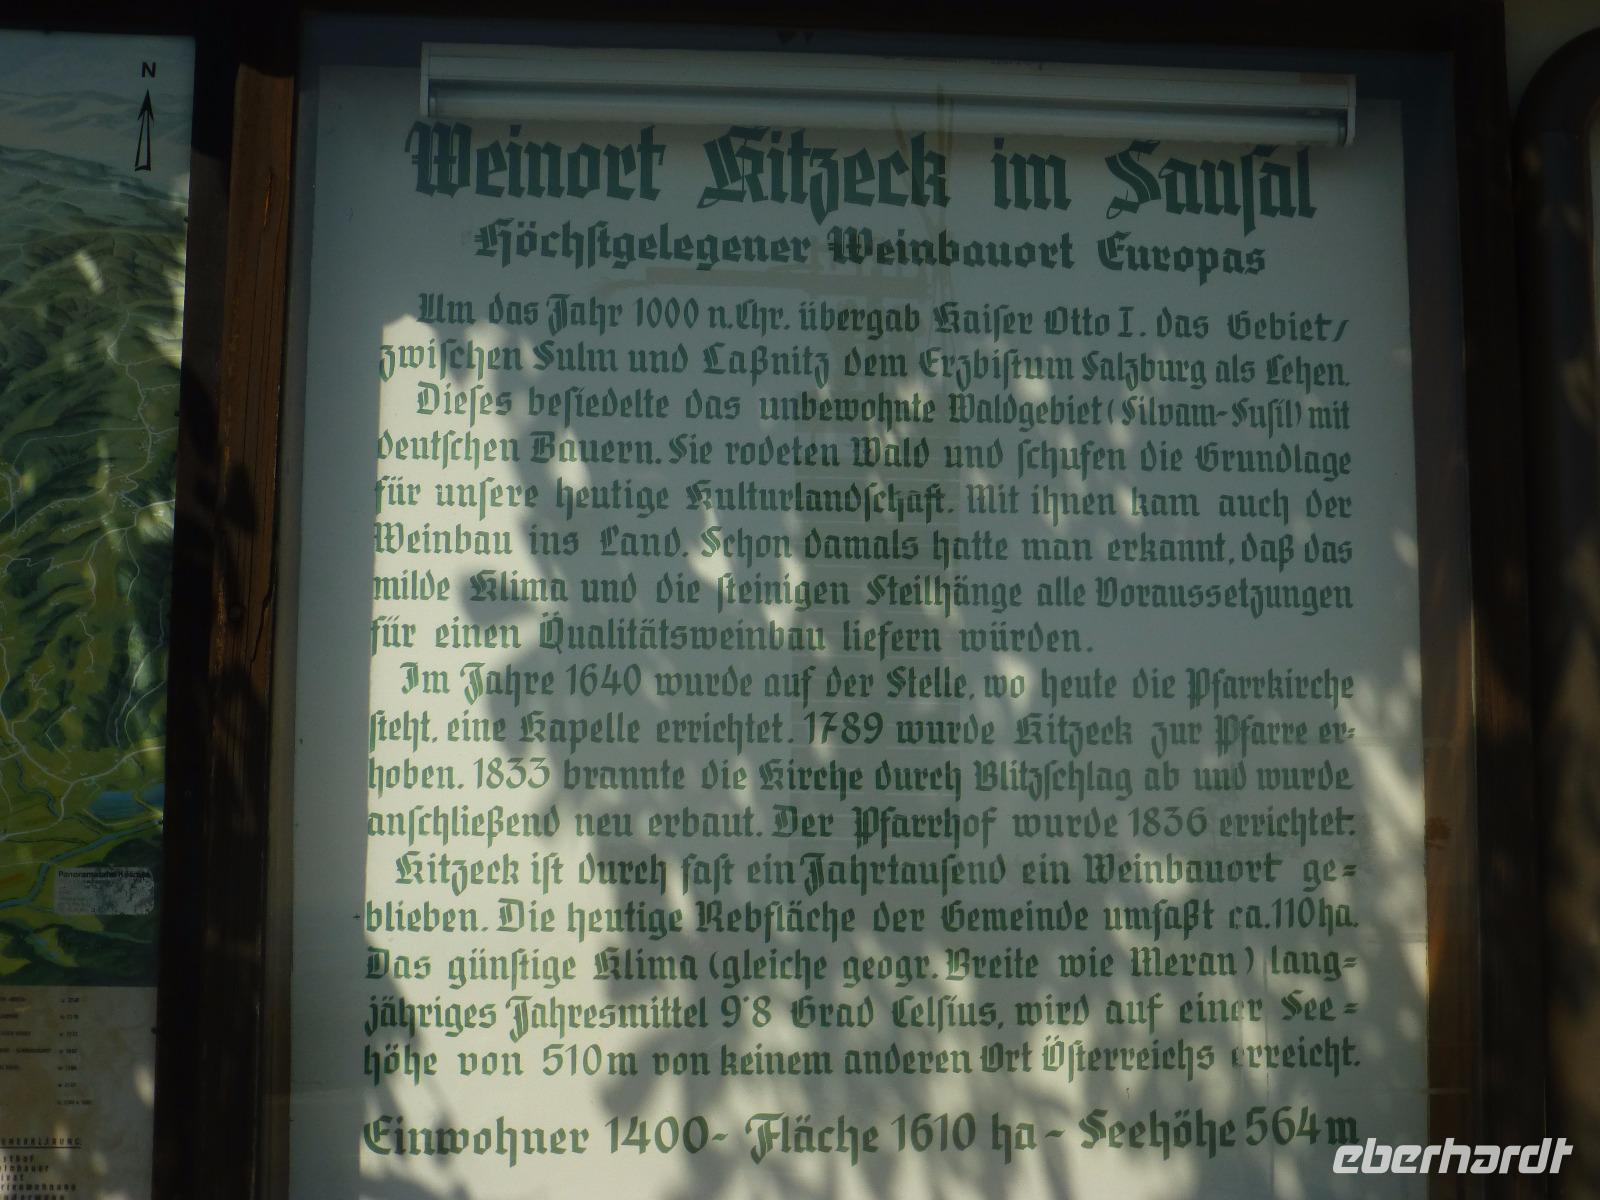 N
Weinort Kitzeck im Sausal
Höchstgelegener Weinbauort Europas
Um das Jahr 1000 n.Chr. übergab Kaiser Otto I. das Gebiet/
zwischen Sulm und Laßnitz dem Erzbistum Salzburg als Lehen.
Dieses besiedelte das unbewohnte Waldgebiet (Silvam-Susil) mit
deutschen Bauern. Sie rodeten Wald und schufen die Grundlage
für unsere heutige Kulturlandschaft. Mit ihnen kam auch der
Weinbau ins Land. Schon damals hatte man erkannt, daß das
milde Klima und die steinigen Steilhänge alle Voraussetzungen
für einen Qualitätsweinbau liefern würden.
Im Jahre 1640 wurde auf der Stelle, wo heute die Pfarrkirche
steht, eine Kapelle errichtet. 1789 wurde Kitzeck zur Pfarre er=
hoben. 1833 brannte die Kirche durch Blitzschlag ab und wurde
anschließend neu erbaut. Der Pfarrhof wurde 1836 errichtet.
Kitzeck ist durch fast ein Jahrtausend ein Weinbauort ge=
blieben. Die heutige Rebfläche der Gemeinde umfaßt ca. 110 ha.
Das günstige Klima (gleiche geogr. Breite wie Meran) lang=
jähriges Jahresmittel 9'8 Grad Celsius, wird auf einer See=
höhe von 510 m von keinem anderen Ort Österreichs erreicht.
Einwohner 1400 - Fläche 1610 ha - Seehöhe 564 m
eberhardt